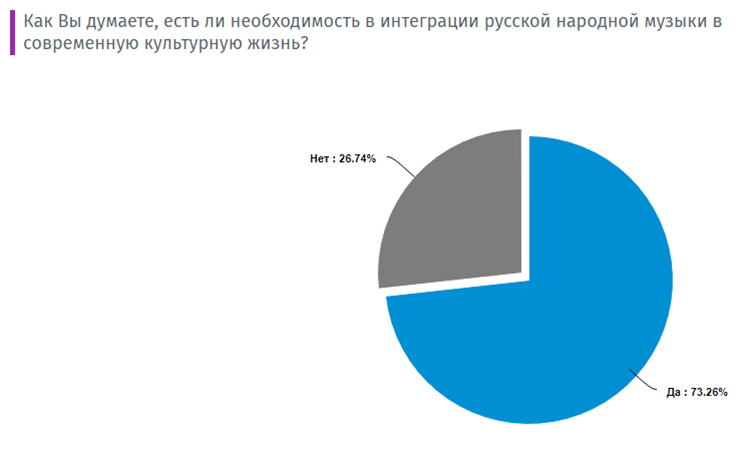 Как Вы думаете, есть ли необходимость в интеграции русской народной музыки в
современную культурную жизнь?
Нет : 26.74%
Да : 73.26%